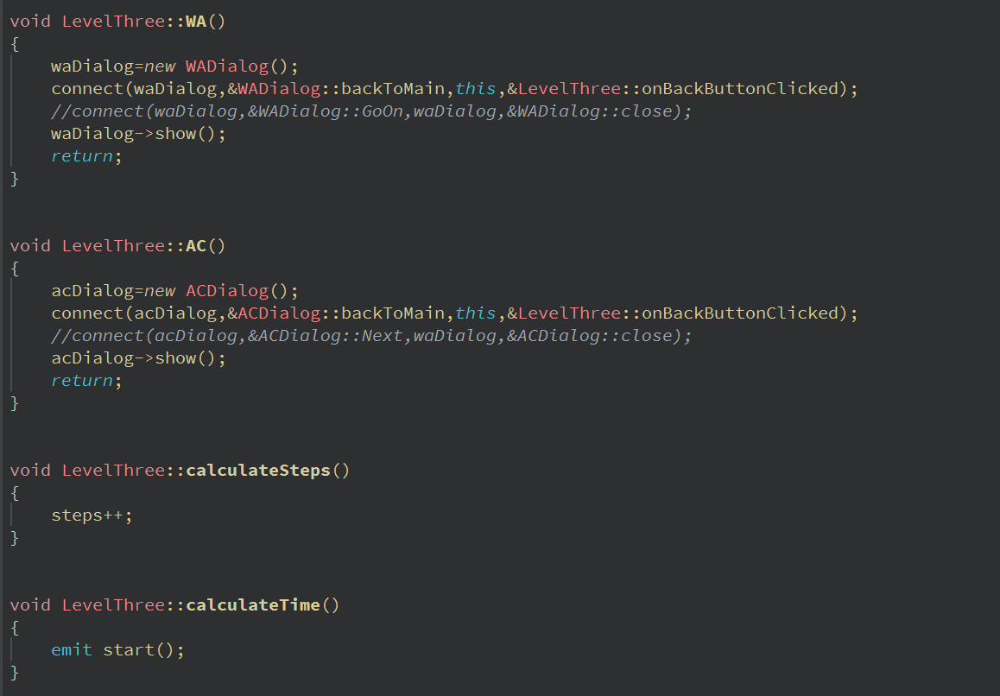 void LevelThree::WA()
{
    waDialog=new WADialog();
    connect(waDialog,&WADialog::backToMain,this,&LevelThree::onBackButtonClicked);
    //connect(waDialog,&WADialog::GoOn,waDialog,&WADialog::close);
    waDialog->show();
    return;
}
void LevelThree::AC()
{
    acDialog=new ACDialog();
    connect(acDialog,&ACDialog::backToMain,this,&LevelThree::onBackButtonClicked);
    //connect(acDialog,&ACDialog::Next,waDialog,&ACDialog::close);
    acDialog->show();
    return;
}
void LevelThree::calculateSteps()
{
    steps++;
}
void LevelThree::calculateTime()
{
    emit start();
}